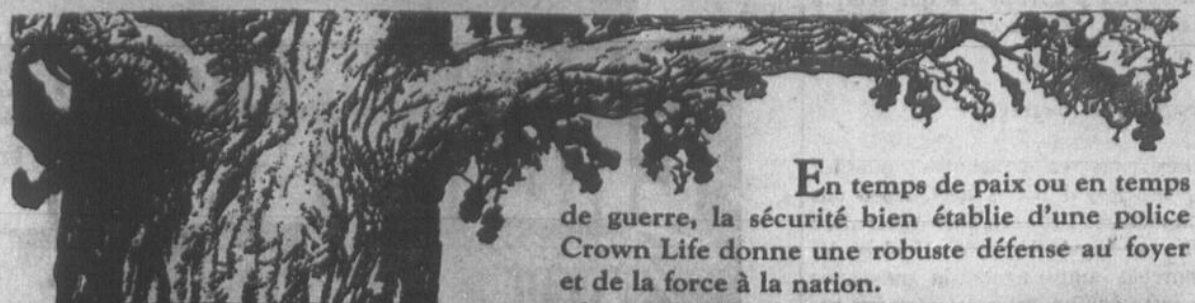 En temps de paix ou en temps
de guerre, la sécurité bien établie d'une police
Crown Life donne une robuste défense au foyer
et de la force à la nation.